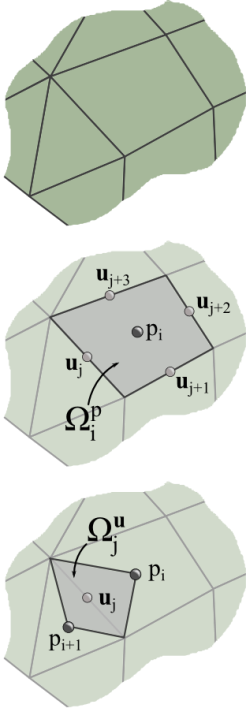 u_{j+3}
u_{j+2}
p_i
u_j
u_{j+1}
Ω_i^p
Ω_j^u
p_i
u_j
p_{i+1}